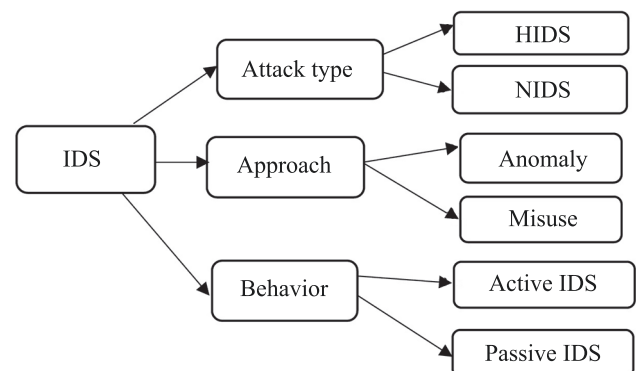 IDS
Attack type
HIDS
NIDS
Approach
Anomaly
Misuse
Behavior
Active IDS
Passive IDS